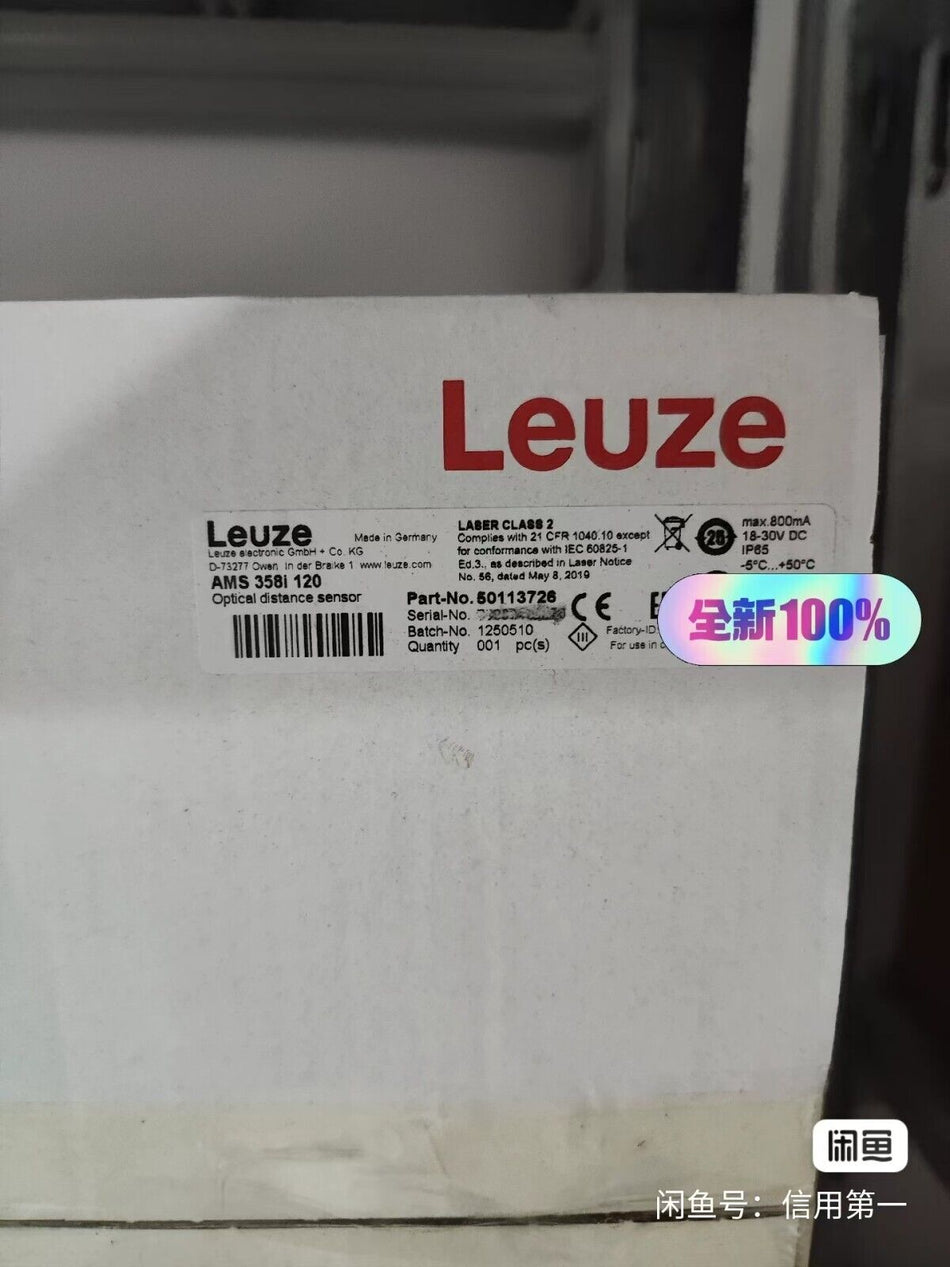 Leuze
Leuze
Made in Germany
Leuze electronic GmbH + Co. KG
D-73277 Owen, In der Braike 1 www.leuze.com
AMS 358i 120
Optical distance sensor
LASER CLASS 2
Complies with 21 CFR 1040.10 except
for conformance with IEC 60825-1
Ed.3., as described in Laser Notice
No. 56, dated May 8, 2019
Part-No. 50113726
Serial-No.
Batch-No. 1250510
Quantity 001 pc(s)
CE
III
Factory-ID
For use in
25
max.800mA
18-30V DC
IP65
-5°C...+50°C
全新100%
闲鱼
闲鱼号：信用第一